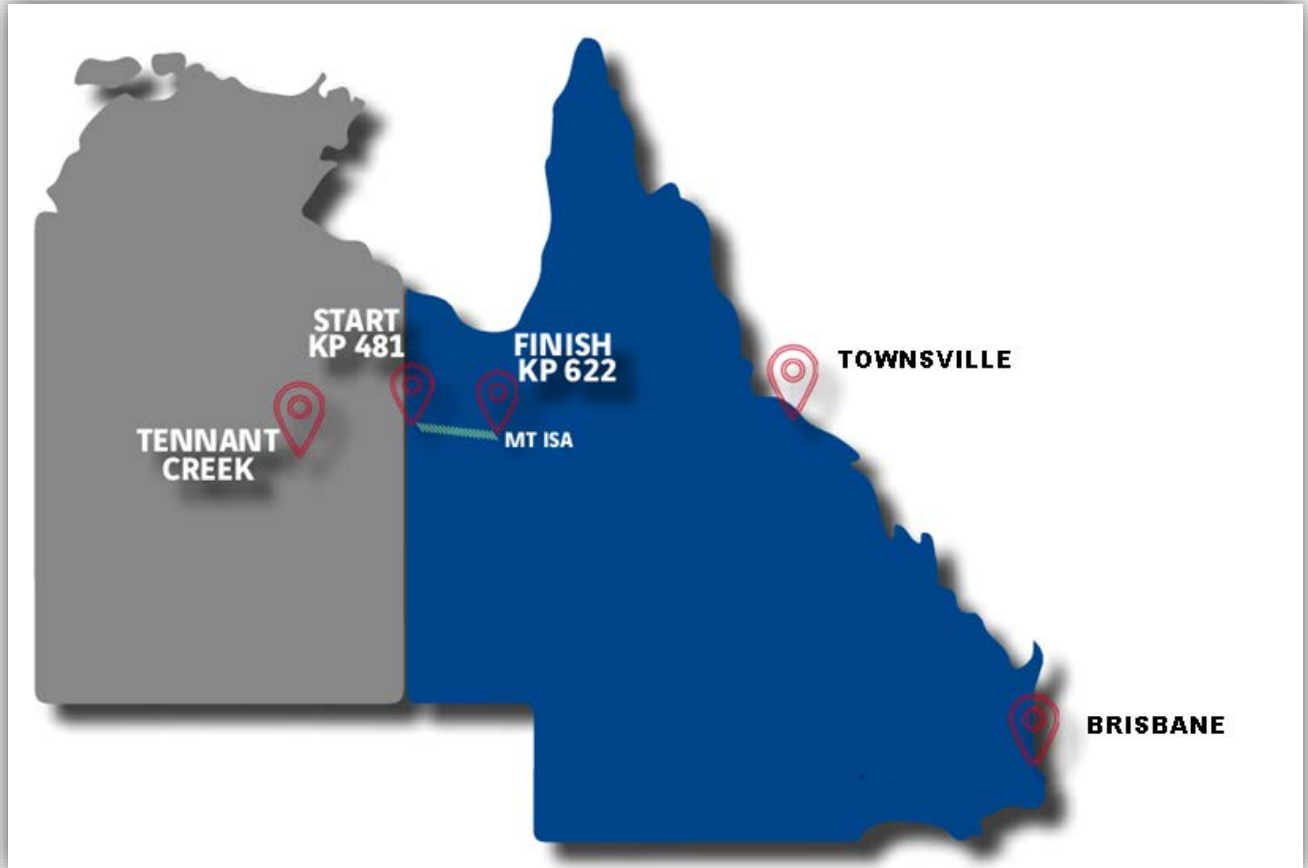 START
KP 481
FINISH
KP 622
TOWNSVILLE
TENNANT
CREEK
MT ISA
BRISBANE